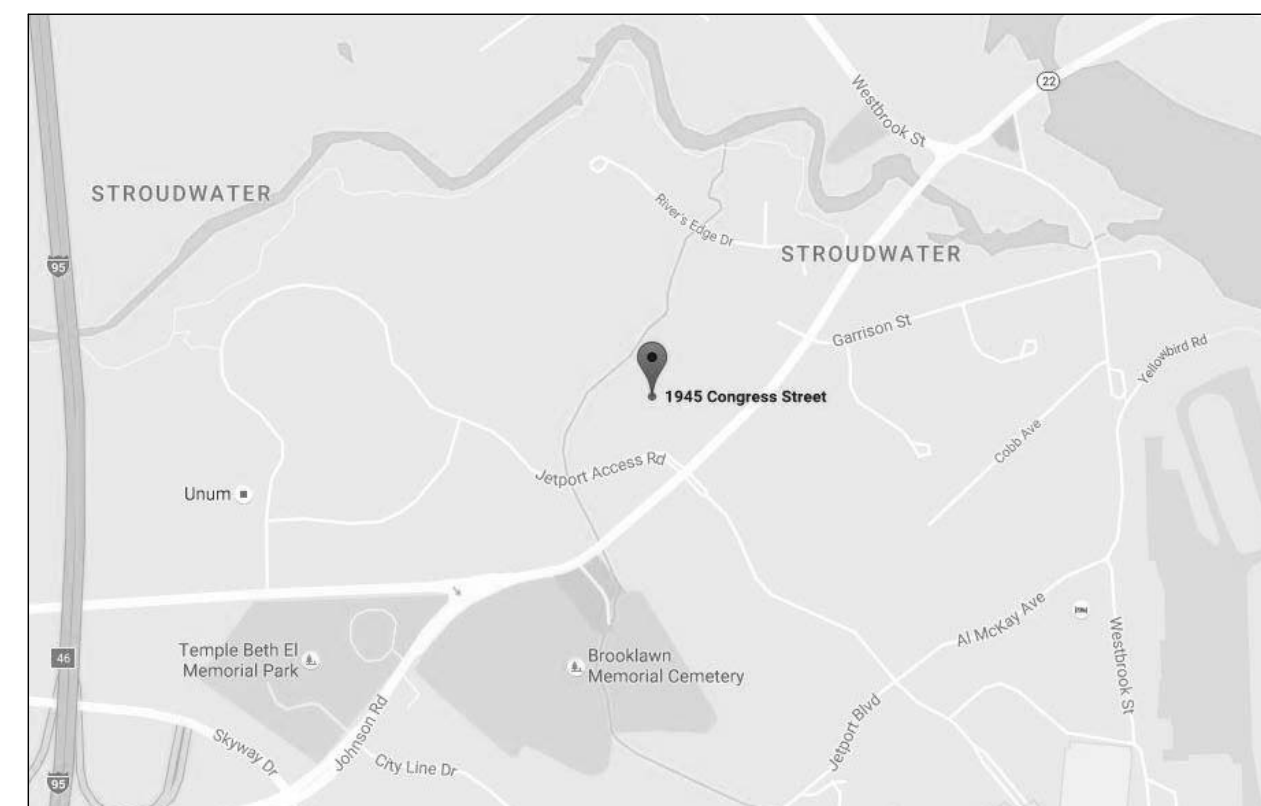 22
Westbrook St
STROUDWATER
River's Edge Dr
STROUDWATER
95
Garrison St
Yellowbird Rd
1945 Congress Street
Cobb Ave
Jetport Access Rd
Unum
Al McKay Ave
Westbrook St
Temple Beth El
Memorial Park
46
Brooklawn
Memorial Cemetery
Johnson Rd
Jetport Blvd
Skyway Dr
City Line Dr
95